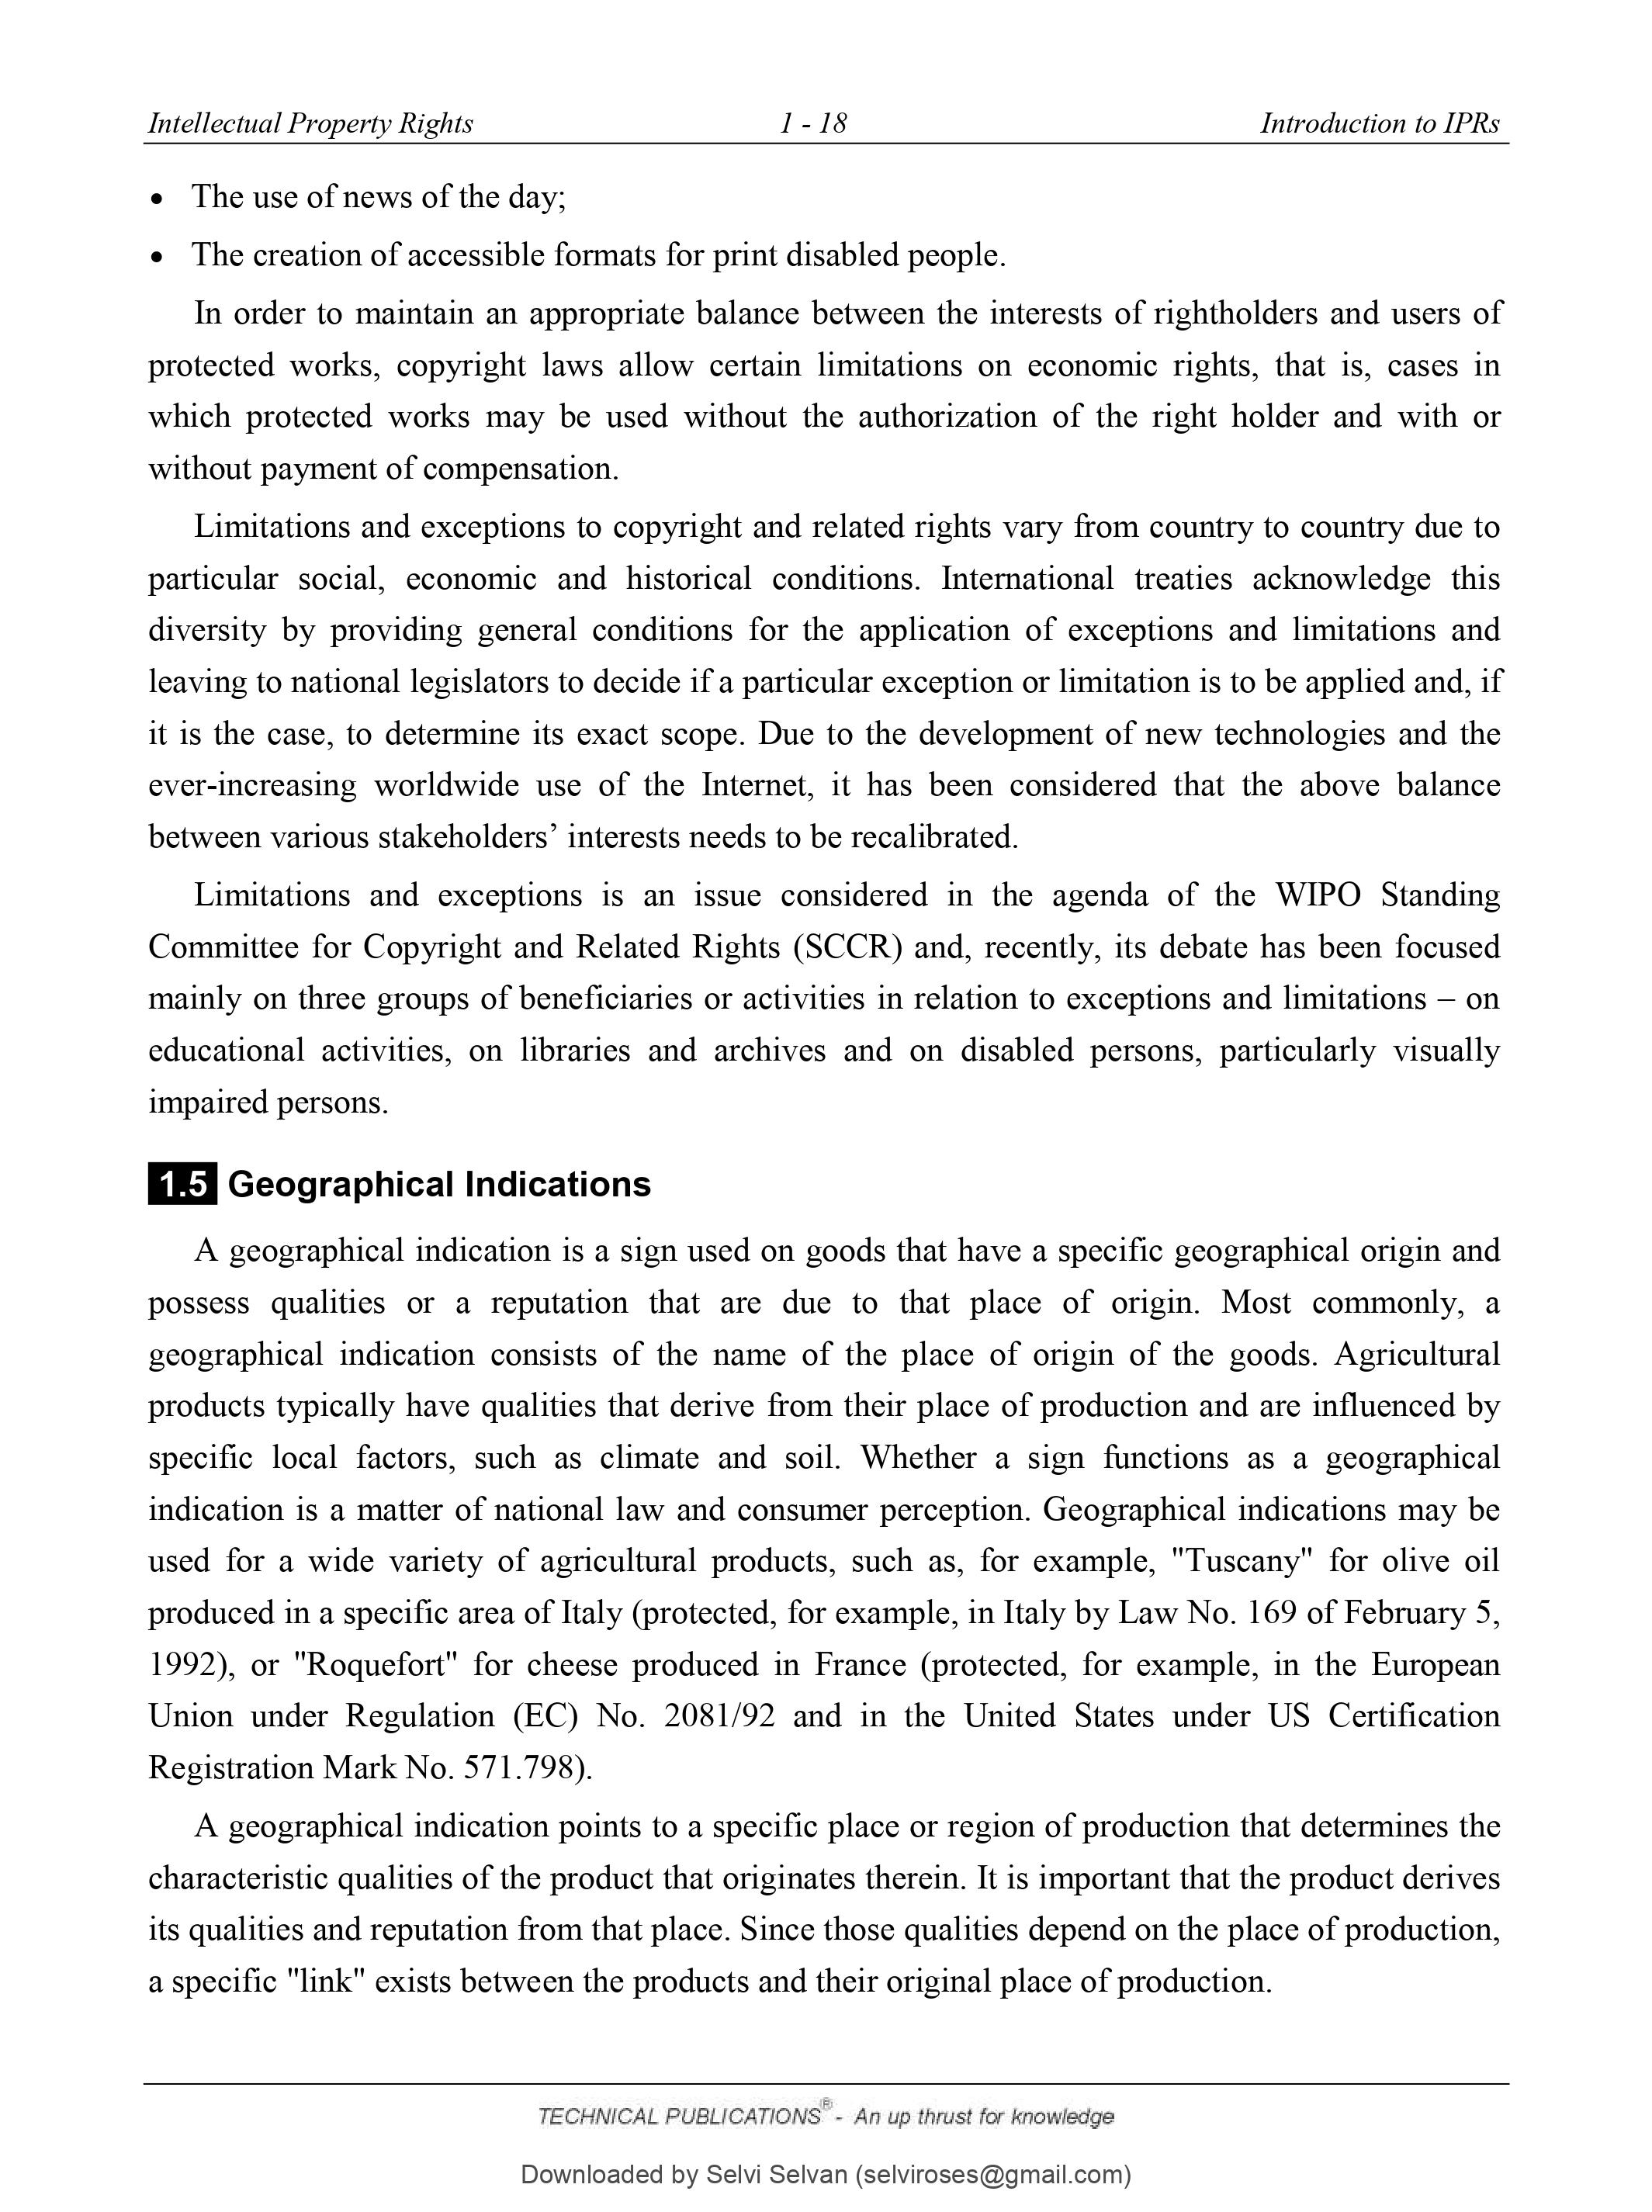 Intellectual Property Rights 1 - 18 Introduction to IPRs
• The use of news of the day;
• The creation of accessible formats for print disabled people.
In order to maintain an appropriate balance between the interests of rightholders and users of
protected works, copyright laws allow certain limitations on economic rights, that is, cases in
which protected works may be used without the authorization of the right holder and with or
without payment of compensation.
Limitations and exceptions to copyright and related rights vary from country to country due to
particular social, economic and historical conditions. International treaties acknowledge this
diversity by providing general conditions for the application of exceptions and limitations and
leaving to national legislators to decide if a particular exception or limitation is to be applied and, if
it is the case, to determine its exact scope. Due to the development of new technologies and the
ever-increasing worldwide use of the Internet, it has been considered that the above balance
between various stakeholders’ interests needs to be recalibrated.
Limitations and exceptions is an issue considered in the agenda of the WIPO Standing
Committee for Copyright and Related Rights (SCCR) and, recently, its debate has been focused
mainly on three groups of beneficiaries or activities in relation to exceptions and limitations – on
educational activities, on libraries and archives and on disabled persons, particularly visually
impaired persons.
1.5 Geographical Indications
A geographical indication is a sign used on goods that have a specific geographical origin and
possess qualities or a reputation that are due to that place of origin. Most commonly, a
geographical indication consists of the name of the place of origin of the goods. Agricultural
products typically have qualities that derive from their place of production and are influenced by
specific local factors, such as climate and soil. Whether a sign functions as a geographical
indication is a matter of national law and consumer perception. Geographical indications may be
used for a wide variety of agricultural products, such as, for example, "Tuscany" for olive oil
produced in a specific area of Italy (protected, for example, in Italy by Law No. 169 of February 5,
1992), or "Roquefort" for cheese produced in France (protected, for example, in the European
Union under Regulation (EC) No. 2081/92 and in the United States under US Certification
Registration Mark No. 571.798).
A geographical indication points to a specific place or region of production that determines the
characteristic qualities of the product that originates therein. It is important that the product derives
its qualities and reputation from that place. Since those qualities depend on the place of production,
a specific "link" exists between the products and their original place of production.
TECHNICAL PUBLICATIONS® - An up thrust for knowledge
Downloaded by Selvi Selvan (selviroses@gmail.com)